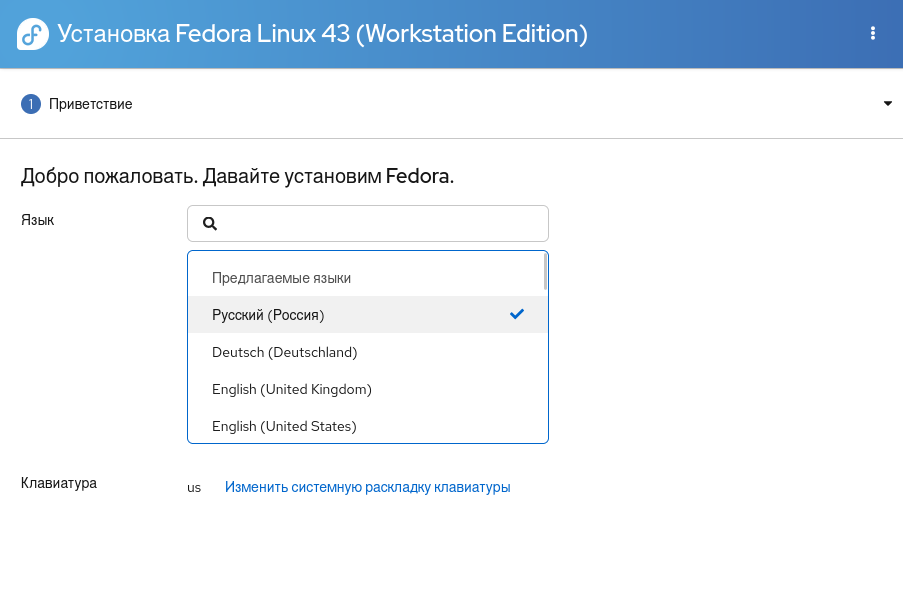 Установка Fedora Linux 43 (Workstation Edition)
1 Приветствие
Добро пожаловать. Давайте установим Fedora.
Язык
Предлагаемые языки
Русский (Россия)
Deutsch (Deutschland)
English (United Kingdom)
English (United States)
Клавиатура
us Изменить системную раскладку клавиатуры